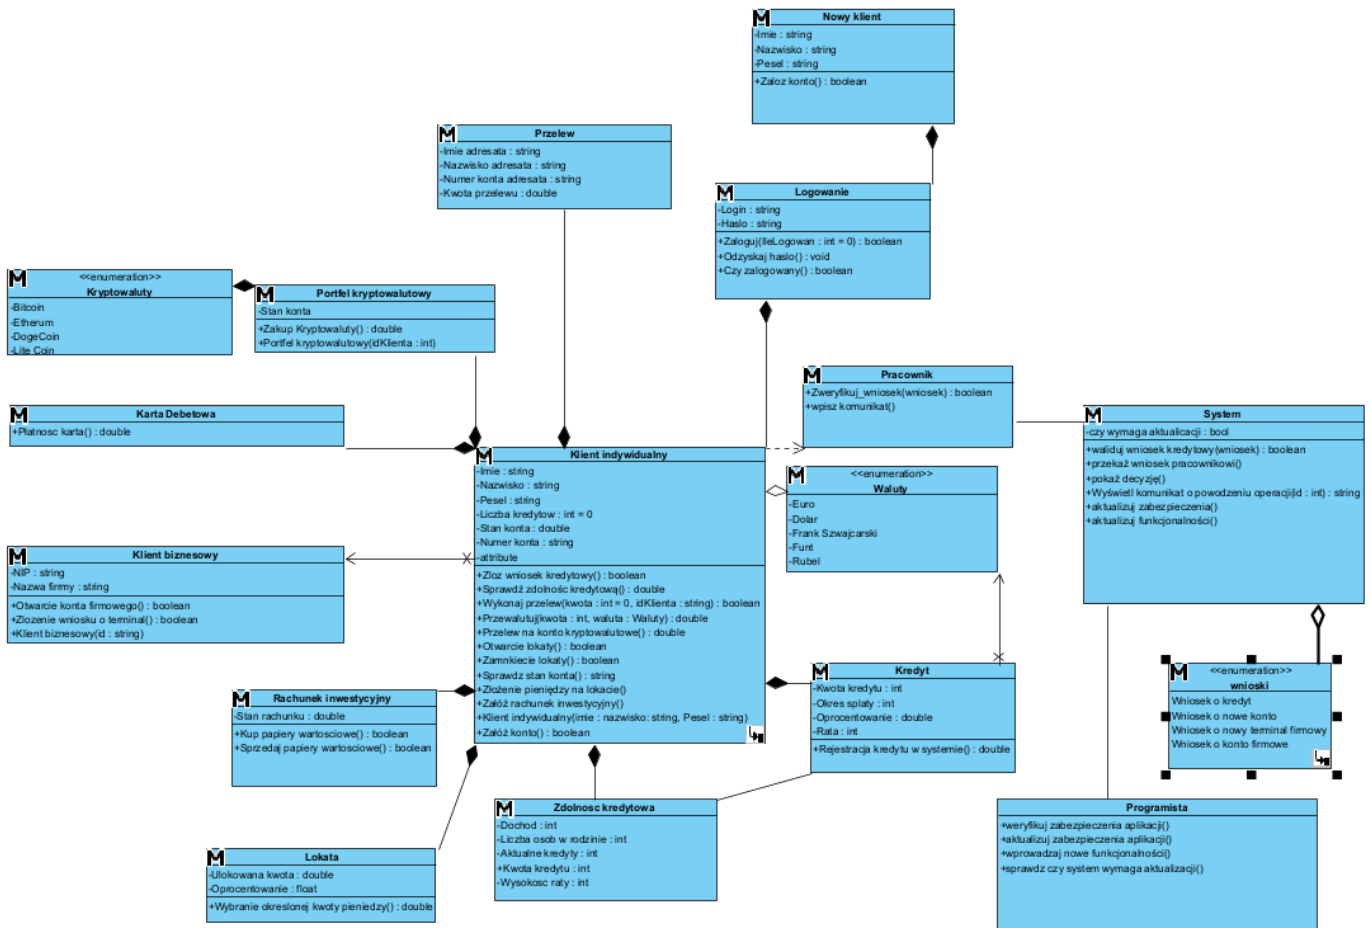 Nowy klient
-Imie : string
-Nazwisko : string
-Pesel : string
+Zaloz konto() : boolean
Przelew
-Imie adresata : string
-Nazwisko adresata : string
-Numer konta adresata : string
-Kwota przelewu : double
Logowanie
-Login : string
-Haslo : string
+Zaloguj(IleLogowan : int = 0) : boolean
+Odzyskaj haslo() : void
+Czy zalogowany() : boolean
<<enumeration>>
Kryptowaluty
-Bitcoin
-Etherum
-DogeCoin
-Lite Coin
Portfel kryptowalutowy
-Stan konta
+Zakup Kryptowaluty() : double
+Portfel kryptowalutowy(idKlienta : int)
Karta Debetowa
+Płatnosc karta() : double
Pracownik
+Zweryfikuj_wniosek(wniosek) : boolean
+wpisz komunikat()
System
-czy wymaga aktualicacji : bool
+waliduj wniosek kredytowy(wniosek) : boolean
+przekaż wniosek pracownikowi()
+pokaż decyzję()
+Wyświetl komunikat o powodzeniu operacji(id : int) : string
+aktualizuj zabezpieczenia()
+aktualizuj funkcjonalności()
Klient indywidualny
-Imie : string
-Nazwisko : string
-Pesel : string
-Liczba kredytow : int = 0
-Stan konta : double
-Numer konta : string
-attribute
+Zloz wniosek kredytowy() : boolean
+Sprawdź zdolnośc kredytową() : double
+Wykonaj przelew(kwota : int = 0, idKlienta : string) : boolean
+Przewalutuj(kwota : int, waluta : Waluty) : double
+Przelew na konto kryptowalutowe() : double
+Otwarcie lokaty() : boolean
+Zamnkiecie lokaty() : boolean
+Sprawdz stan konta() : string
+Złożenie pieniędzy na lokacie()
+Załóż rachunek inwestycyjny()
+Klient indywidualny(imie : nazwisko: string, Pesel : string)
+Załóż konto() : boolean
<<enumeration>>
Waluty
-Euro
-Dolar
-Frank Szwajcarski
-Funt
-Rubel
Klient biznesowy
-NIP : string
-Nazwa firmy : string
+Otwarcie konta firmowego() : boolean
+Zlozenie wniosku o terminal() : boolean
+Klient biznesowy(id : string)
Rachunek inwestycyjny
-Stan rachunku : double
+Kup papiery wartosciowe() : boolean
+Sprzedaj papiery wartosciowe() : boolean
Kredyt
-Kwota kredytu : int
-Okres splaty : int
-Oprocentowanie : double
-Rata : int
+Rejestracja kredytu w systemie() : double
<<enumeration>>
wnioski
Wniosek o kredyt
Wniosek o nowe konto
Wniosek o nowy terminal firmowy
Wniosek o konto firmowe
Zdolnosc kredytowa
-Dochod : int
-Liczba osob w rodzinie : int
-Aktualne kredyty : int
+Kwota kredytu : int
-Wysokosc raty : int
Programista
+weryfikuj zabezpieczenia aplikacji()
+aktualizuj zabezpieczenia aplikacji()
+wprowadzaj nowe funkcjonalności()
+sprawdz czy system wymaga aktualizacji()
Lokata
-Ulokowana kwota : double
-Oprocentowanie : float
+Wybranie okreslonej kwoty pieniedzy() : double